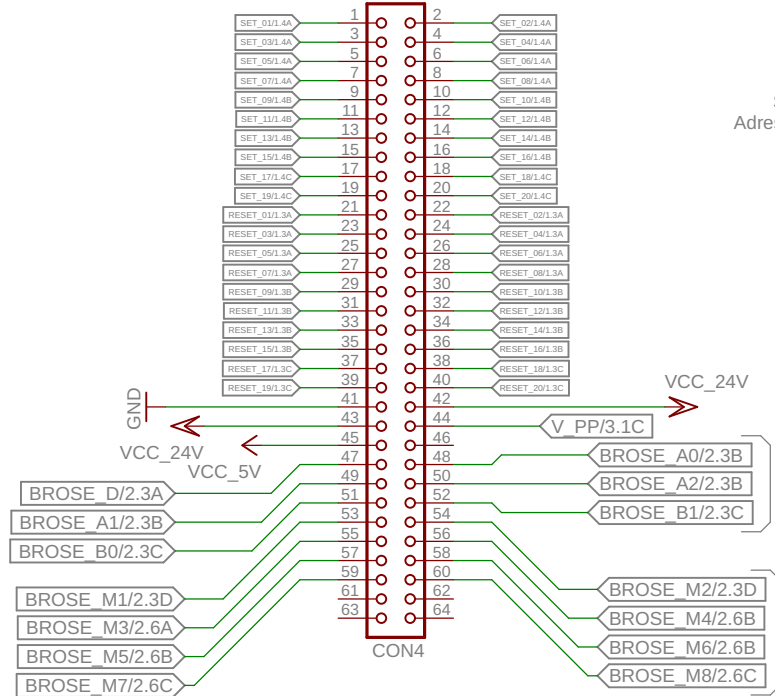 SET_01/1.4A 1 2 SET_02/1.4A
SET_03/1.4A 3 4 SET_04/1.4A
SET_05/1.4A 5 6 SET_06/1.4A
SET_07/1.4A 7 8 SET_08/1.4A
SET_09/1.4B 9 10 SET_10/1.4B
SET_11/1.4B 11 12 SET_12/1.4B
SET_13/1.4B 13 14 SET_14/1.4B
SET_15/1.4B 15 16 SET_16/1.4B
SET_17/1.4C 17 18 SET_18/1.4C
SET_19/1.4C 19 20 SET_20/1.4C
RESET_01/1.3A 21 22 RESET_02/1.3A
RESET_03/1.3A 23 24 RESET_04/1.3A
RESET_05/1.3A 25 26 RESET_06/1.3A
RESET_07/1.3A 27 28 RESET_08/1.3A
RESET_09/1.3B 29 30 RESET_10/1.3B
RESET_11/1.3B 31 32 RESET_12/1.3B
RESET_13/1.3B 33 34 RESET_14/1.3B
RESET_15/1.3B 35 36 RESET_16/1.3B
RESET_17/1.3C 37 38 RESET_18/1.3C
RESET_19/1.3C 39 40 RESET_20/1.3C
GND 41 42 VCC_24V
VCC_24V 43 44 V_PP/3.1C
VCC_5V 45 46
47 48 BROSE_A0/2.3B
BROSE_D/2.3A 49 50 BROSE_A2/2.3B
BROSE_A1/2.3B 51 52 BROSE_B1/2.3C
BROSE_B0/2.3C 53 54
55 56
57 58
BROSE_M1/2.3D 59 60 BROSE_M2/2.3D
BROSE_M3/2.6A 61 62 BROSE_M4/2.6B
BROSE_M5/2.6B 63 64 BROSE_M6/2.6B
BROSE_M7/2.6C CON4 BROSE_M8/2.6C
Adres